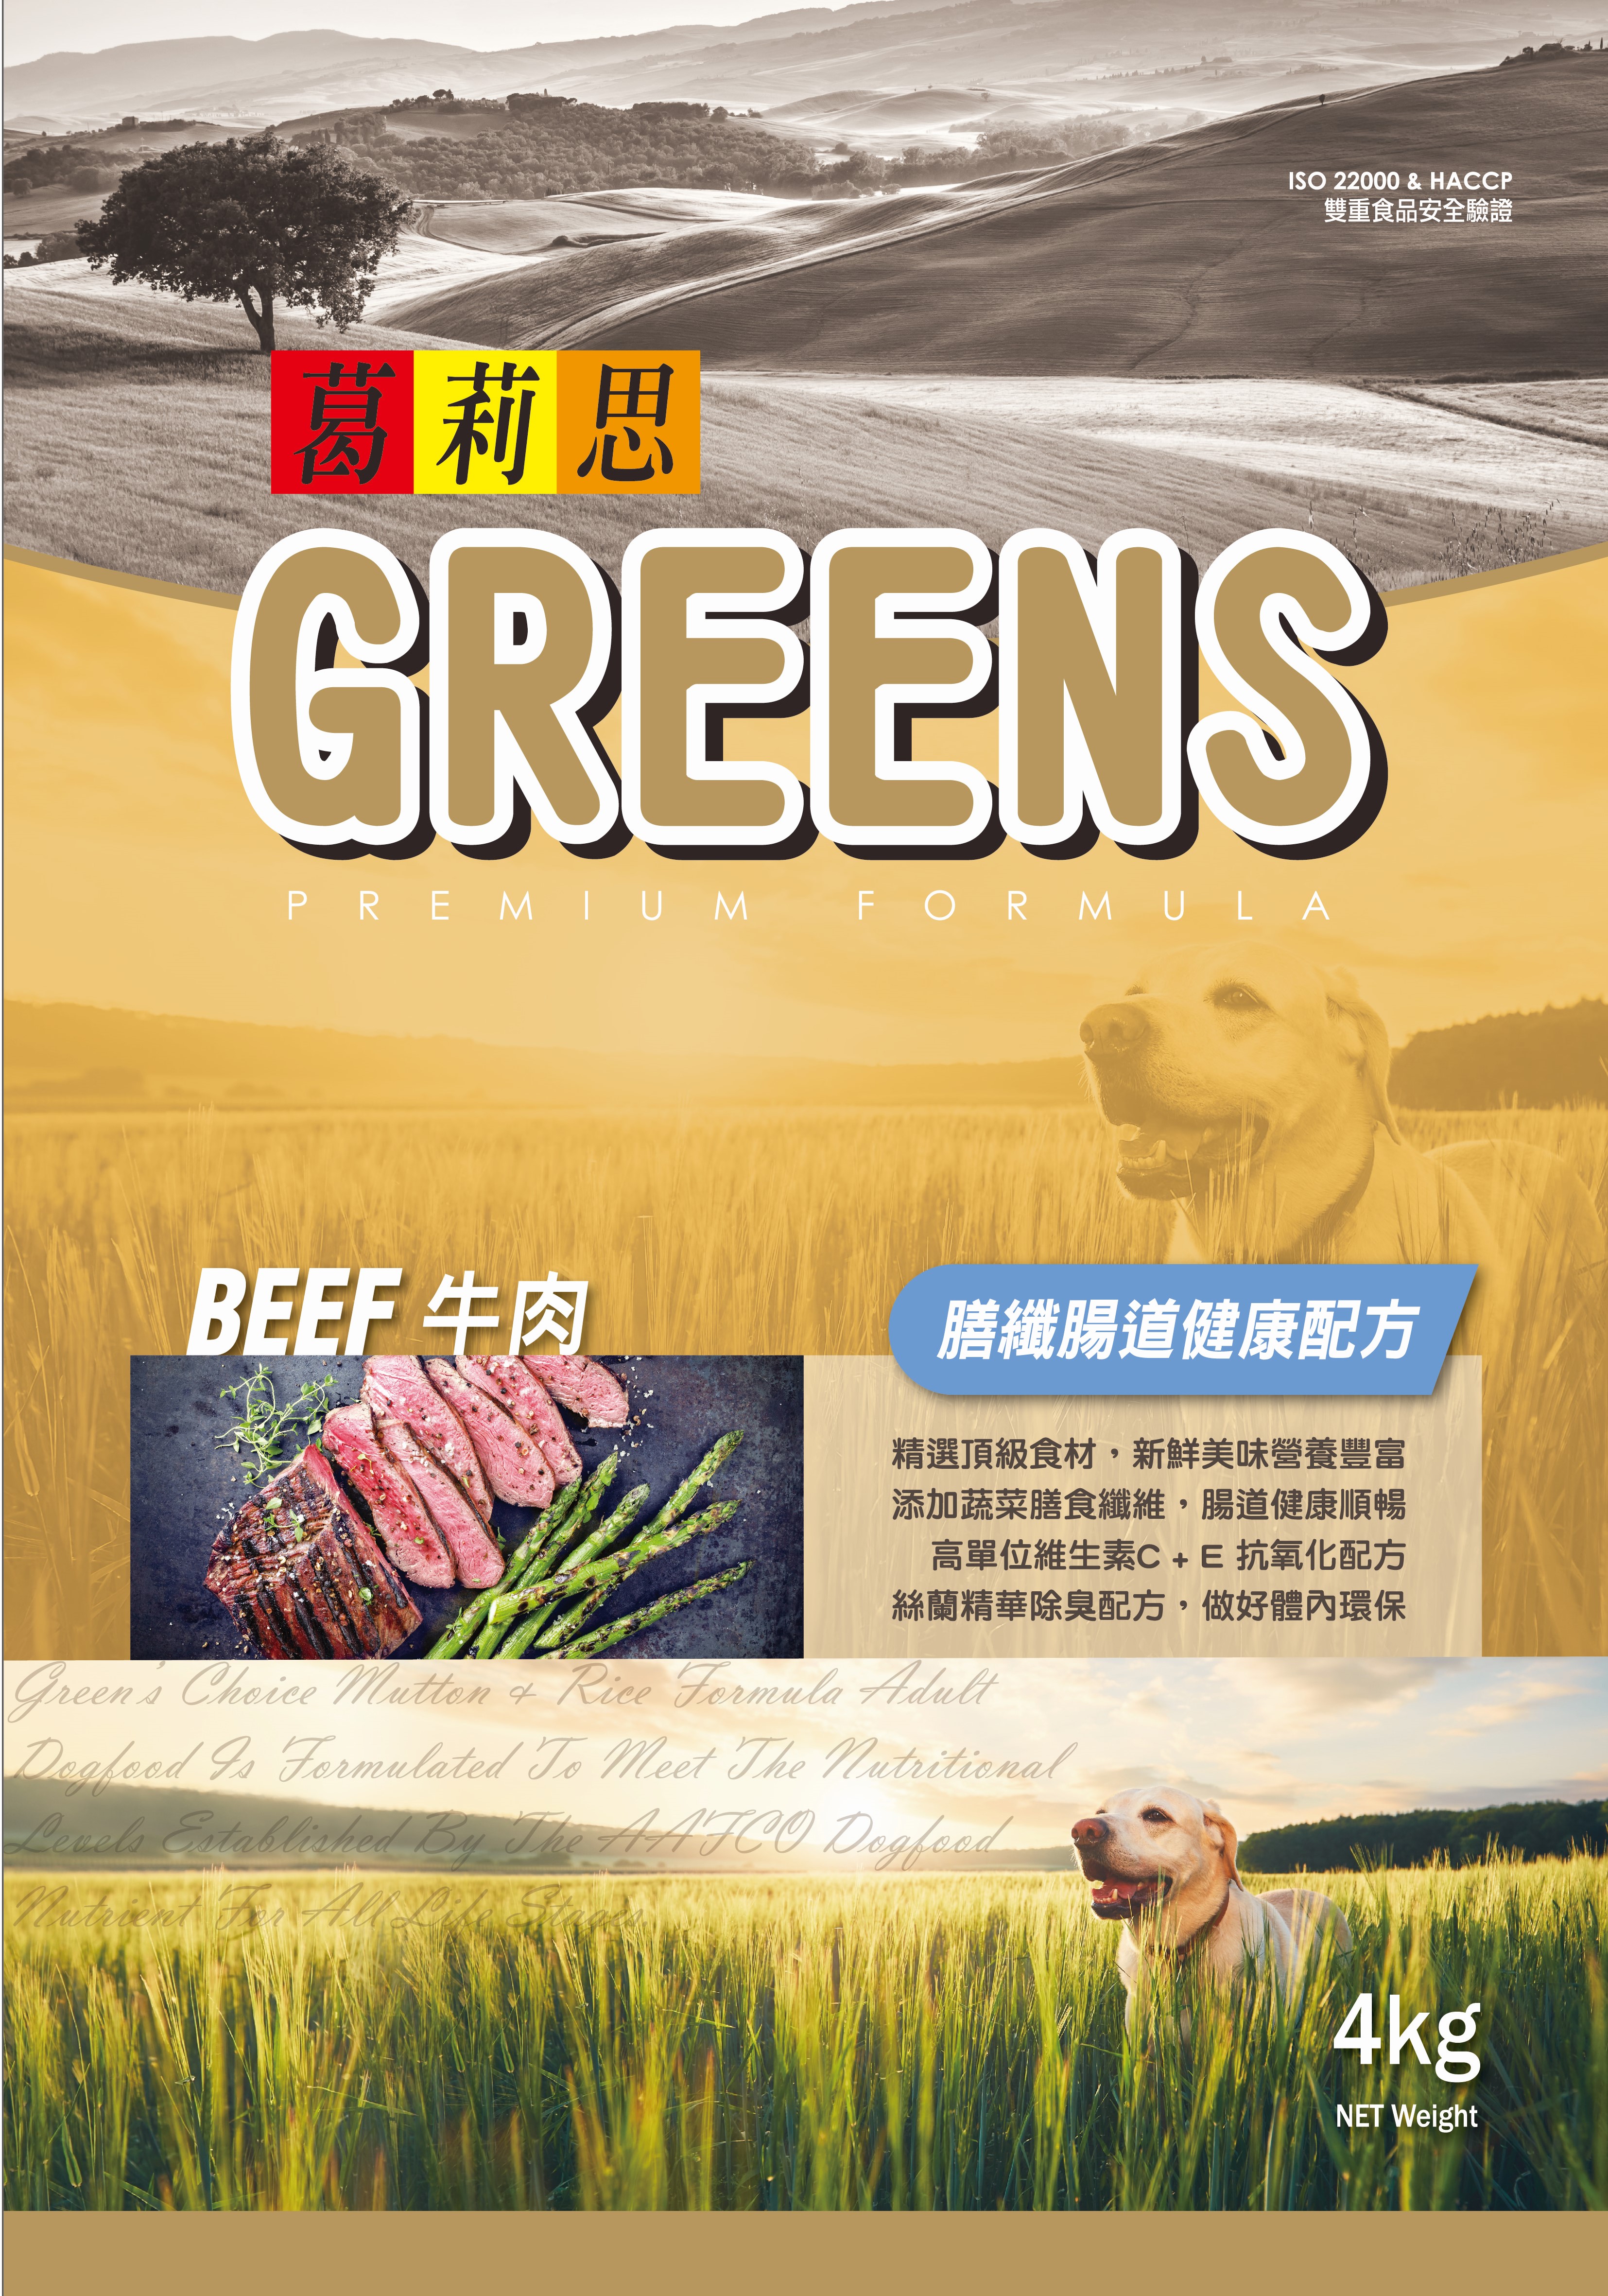 ISO 22000 & HACCP
雙重食品安全驗證
葛莉思
GREENS
PREMIUM FORMULA
BEEF 牛肉
膳纖腸道健康配方
精選頂級食材，新鮮美味營養豐富
添加蔬菜膳食纖維，腸道健康順暢
高單位維生素C + E 抗氧化配方
絲蘭精華除臭配方，做好體內環保
Green's Choice Mutton & Rice Formula Adult
Dogfood Is Formulated To Meet The Nutritional
Levels Established By The AAFCO Dogfood
Nutrient For All Life Stages
4kg
NET Weight